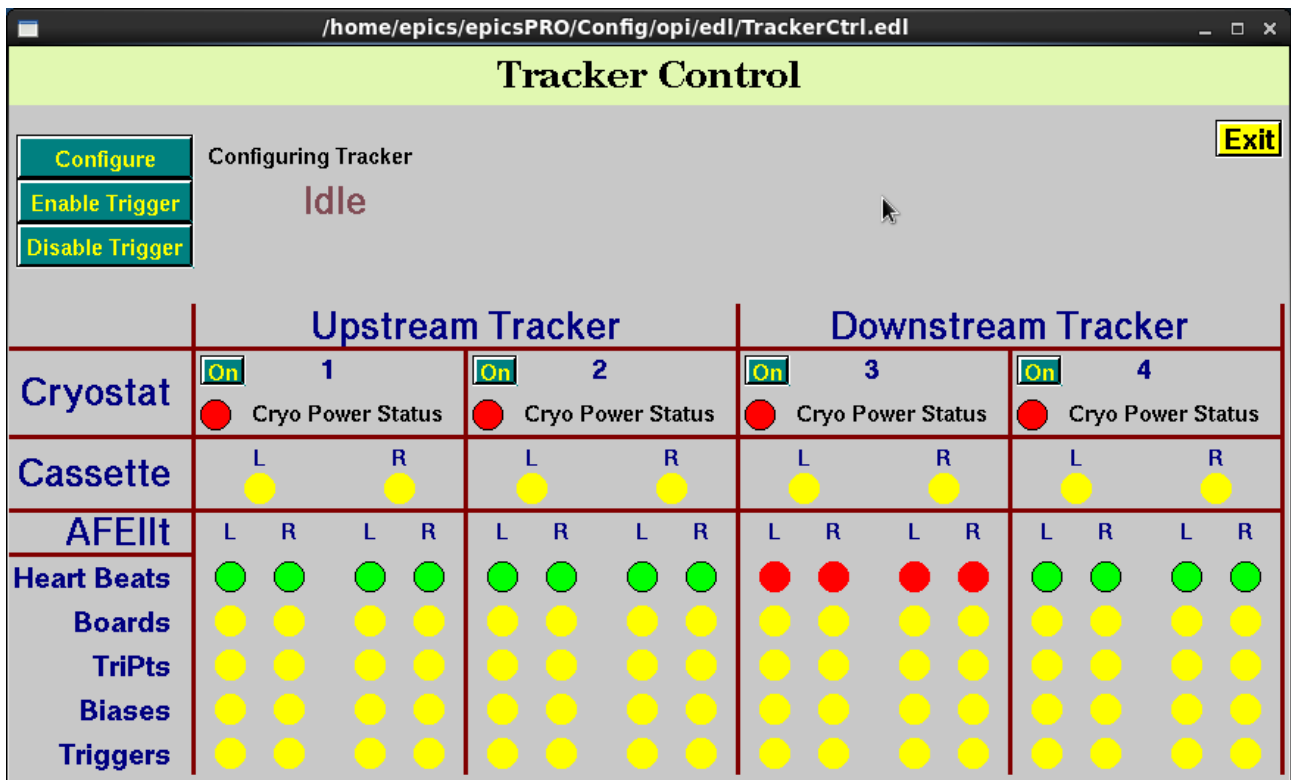 /home/epics/epicsPRO/Config/opi/edl/TrackerCtrl.edl
Tracker Control
Exit
Configure
Configuring Tracker
Enable Trigger
Idle
Disable Trigger
Upstream Tracker Downstream Tracker
Cryostat
On 1 On 2 On 3 On 4
Cryo Power Status Cryo Power Status Cryo Power Status Cryo Power Status
Cassette
L R L R L R L R
AFEIIt L R L R L R L R L R L R L R L R
Heart Beats
Boards
TriPts
Biases
Triggers